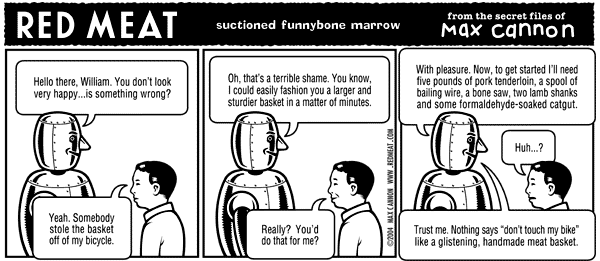 RED MEAT
suctioned funnybone marrow
from the secret files of
max cannon
Hello there, William. You don't look
very happy...is something wrong?
Yeah. Somebody
stole the basket
off of my bicycle.
Oh, that's a terrible shame. You know,
I could easily fashion you a larger and
sturdier basket in a matter of minutes.
Really? You'd
do that for me?
©2004 MAX CANNON WWW.REDMEAT.COM
With pleasure. Now, to get started I'll need
five pounds of pork tenderloin, a spool of
bailing wire, a bone saw, two lamb shanks
and some formaldehyde-soaked catgut.
Huh...?
Trust me. Nothing says "don't touch my bike"
like a glistening, handmade meat basket.